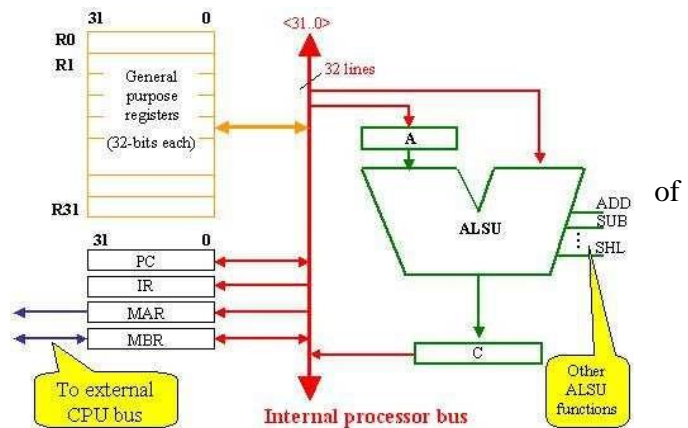 31 0
<31..0>
R0
R1
General
purpose
registers
(32-bits each)
R31
32 lines
A
ALSU
ADD
SUB
⋮
SHL
of
31 0
PC
IR
MAR
MBR
C
To external
CPU bus
Other
ALSU
functions
Internal processor bus